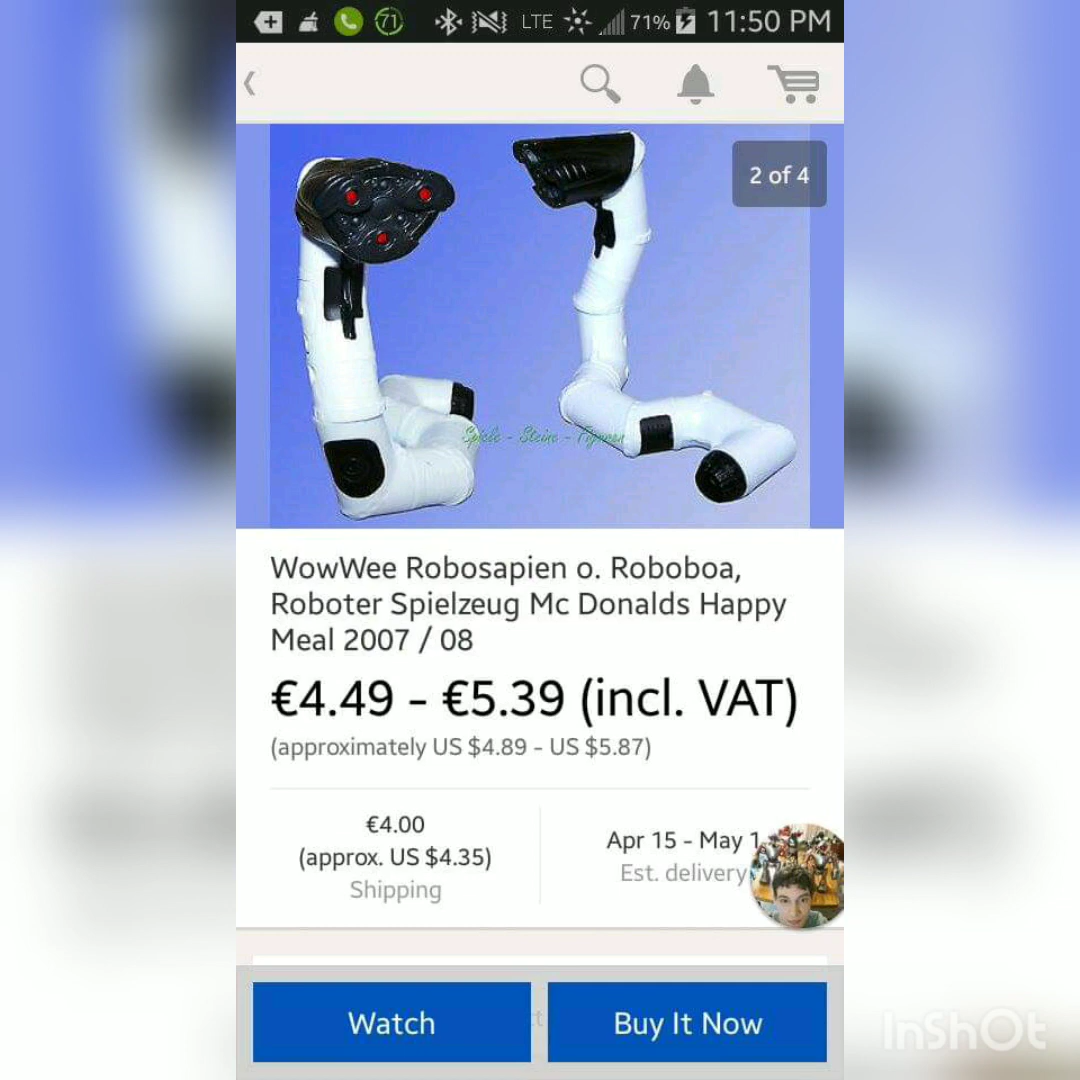 71 LTE 71% 11:50 PM
2 of 4
Spiele - Steine - Figuren
WowWee Robosapien o. Roboboa,
Roboter Spielzeug Mc Donalds Happy
Meal 2007 / 08
€4.49 - €5.39 (incl. VAT)
(approximately US $4.89 - US $5.87)
€4.00
(approx. US $4.35)
Shipping
Apr 15 - May 1
Est. delivery
Watch
Buy It Now
InShOt